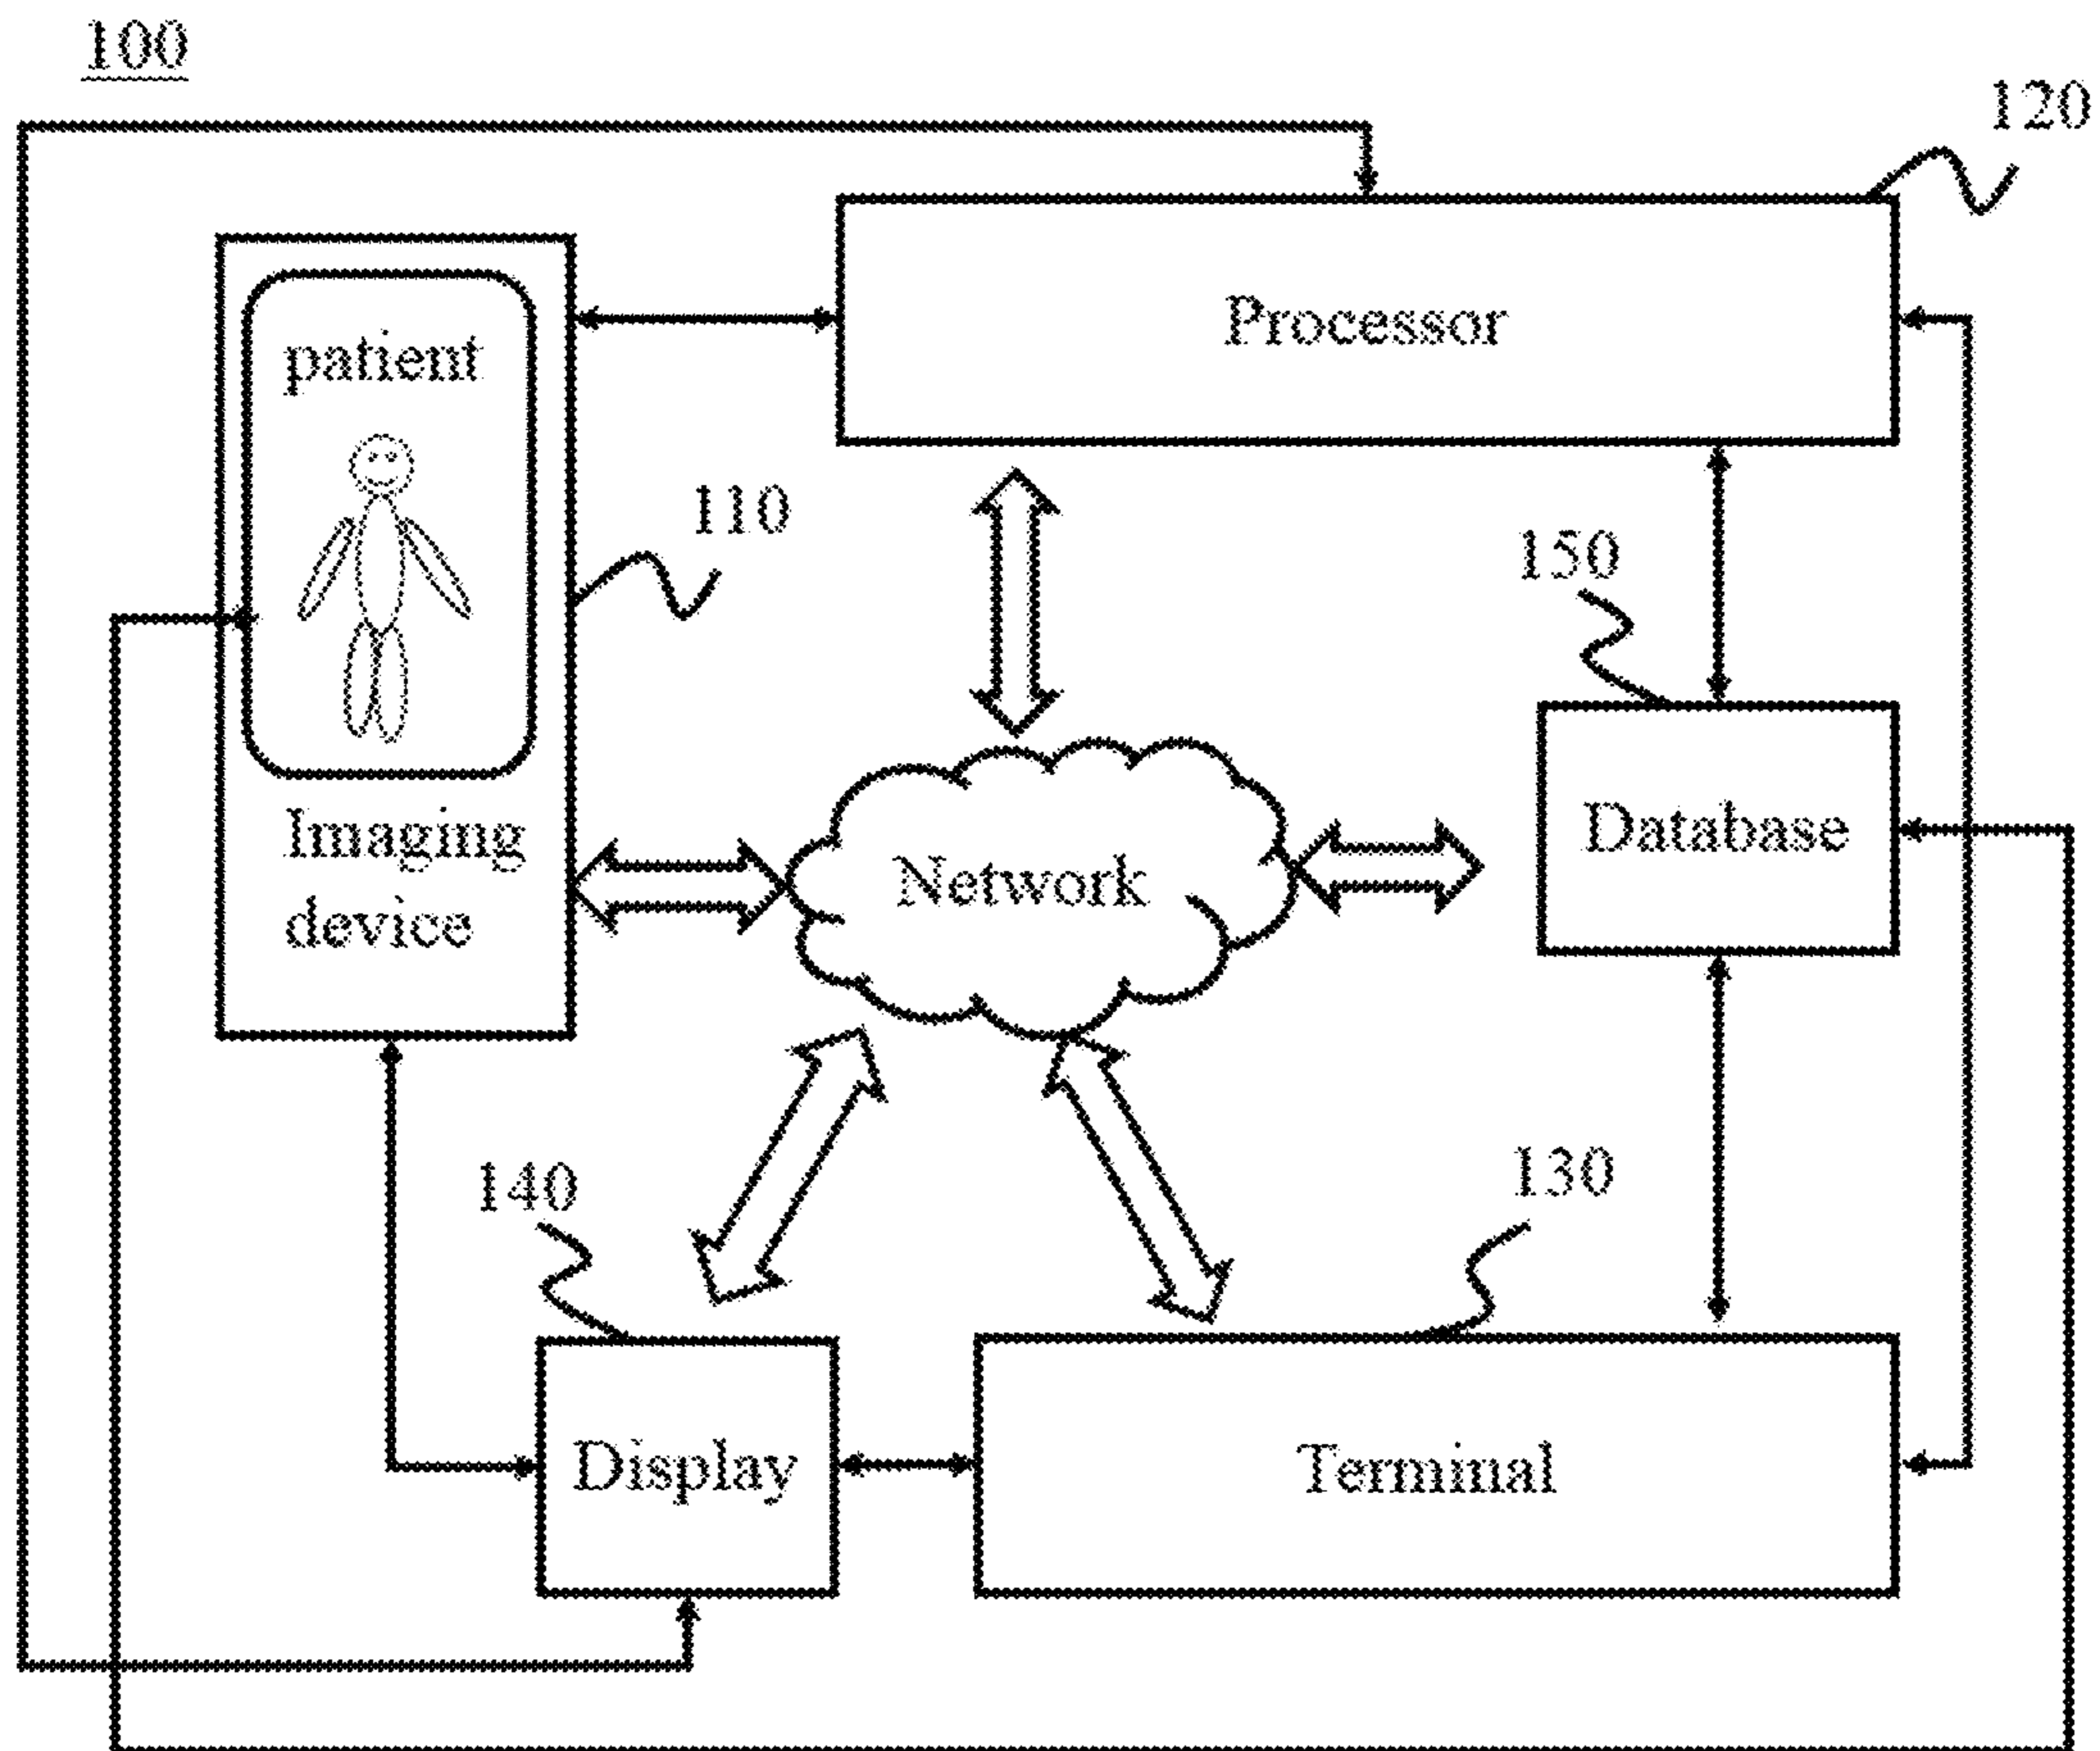 100
120
Processor
patient
110
150
Imaging
device
Network
Database
140
130
Display
Terminal